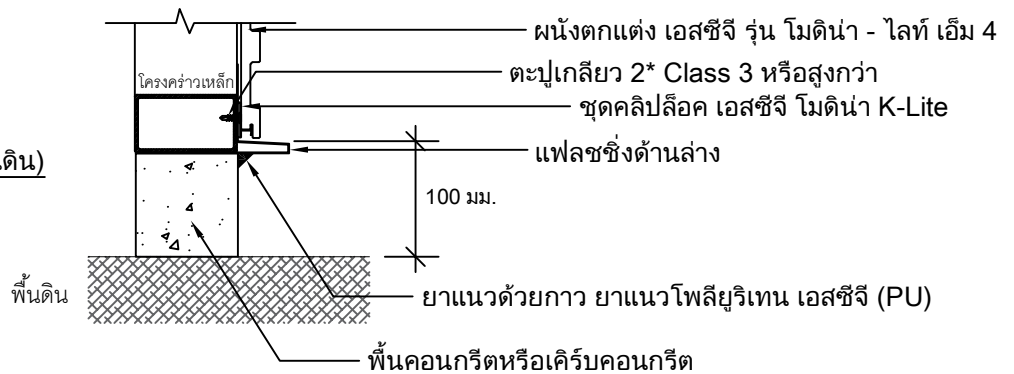 ผนังตกแต่ง เอสซีจี รุ่น โมดิน่า - ไลท์ เอ็ม 4
ตะปูเกลียว 2* Class 3 หรือสูงกว่า
โครงคร่าวเหล็ก
ชุดคลิปล็อค เอสซีจี โมดิน่า K-Lite
แฟลชชิ่งด้านล่าง
ดิน)
100 มม.
พื้นดิน
ยาแนวด้วยกาว ยาแนวโพลียูริเทน เอสซีจี (PU)
พื้นคอนกรีตหรือเคิร์บคอนกรีต